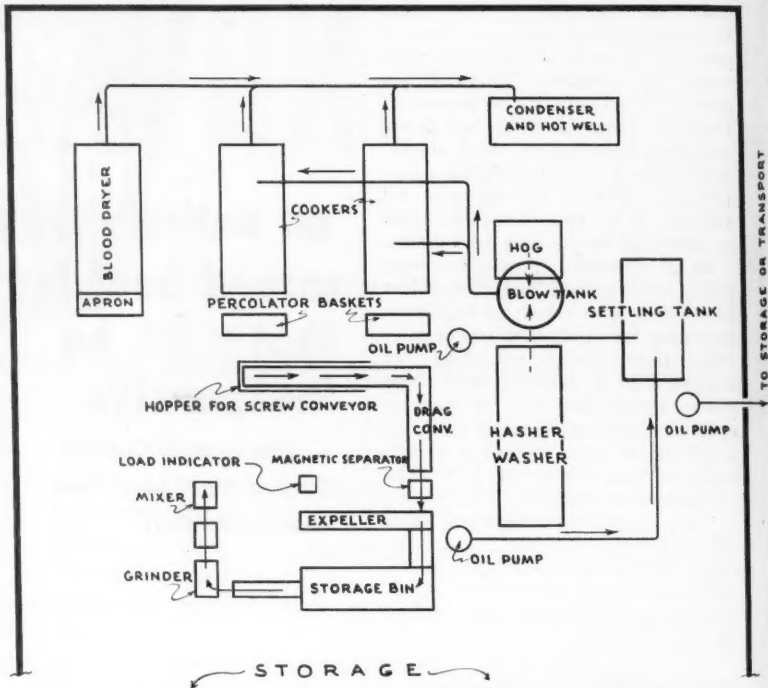 CONDENSER
AND HOT WELL
BLOOD DRYER
COOKERS
HOG
APRON
PERCOLATOR BASKETS
BLOW TANK
SETTLING TANK
TO STORAGE OR TRANSPORT
OIL PUMP
HOPPER FOR SCREW CONVEYOR
DRAG
CONV.
HASHER
WASHER
OIL PUMP
LOAD INDICATOR
MAGNETIC SEPARATOR
MIXER
EXPELLER
OIL PUMP
GRINDER
STORAGE BIN
STORAGE